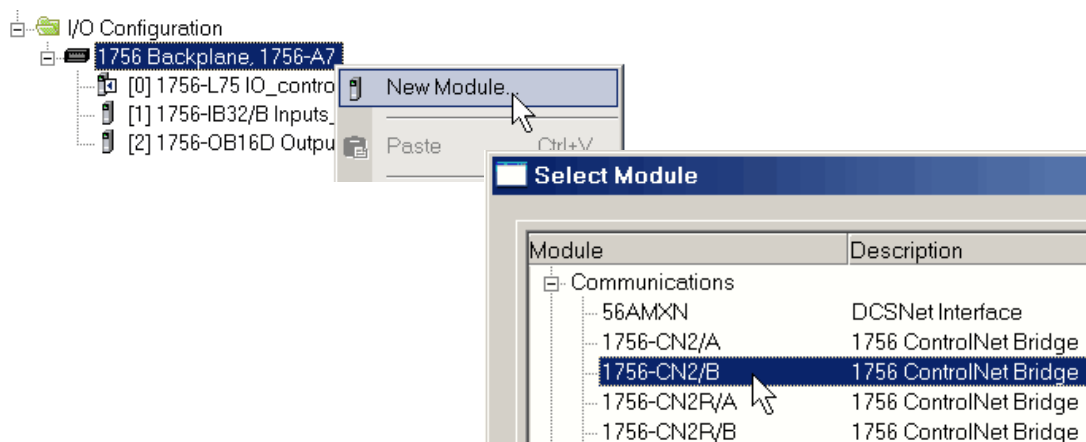 I/O Configuration
1756 Backplane, 1756-A7
[0] 1756-L75 IO_contro
[1] 1756-IB32/B Inputs_
[2] 1756-OB16D Outpu
New Module...
Paste Ctrl+V
Select Module
Module Description
Communications
56AMXN DCSNet Interface
1756-CN2/A 1756 ControlNet Bridge
1756-CN2/B 1756 ControlNet Bridge
1756-CN2R/A 1756 ControlNet Bridge
1756-CN2R/B 1756 ControlNet Bridge